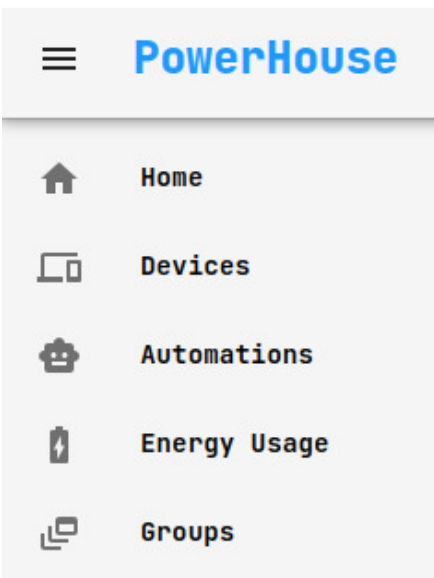 PowerHouse
Home
Devices
Automations
Energy Usage
Groups